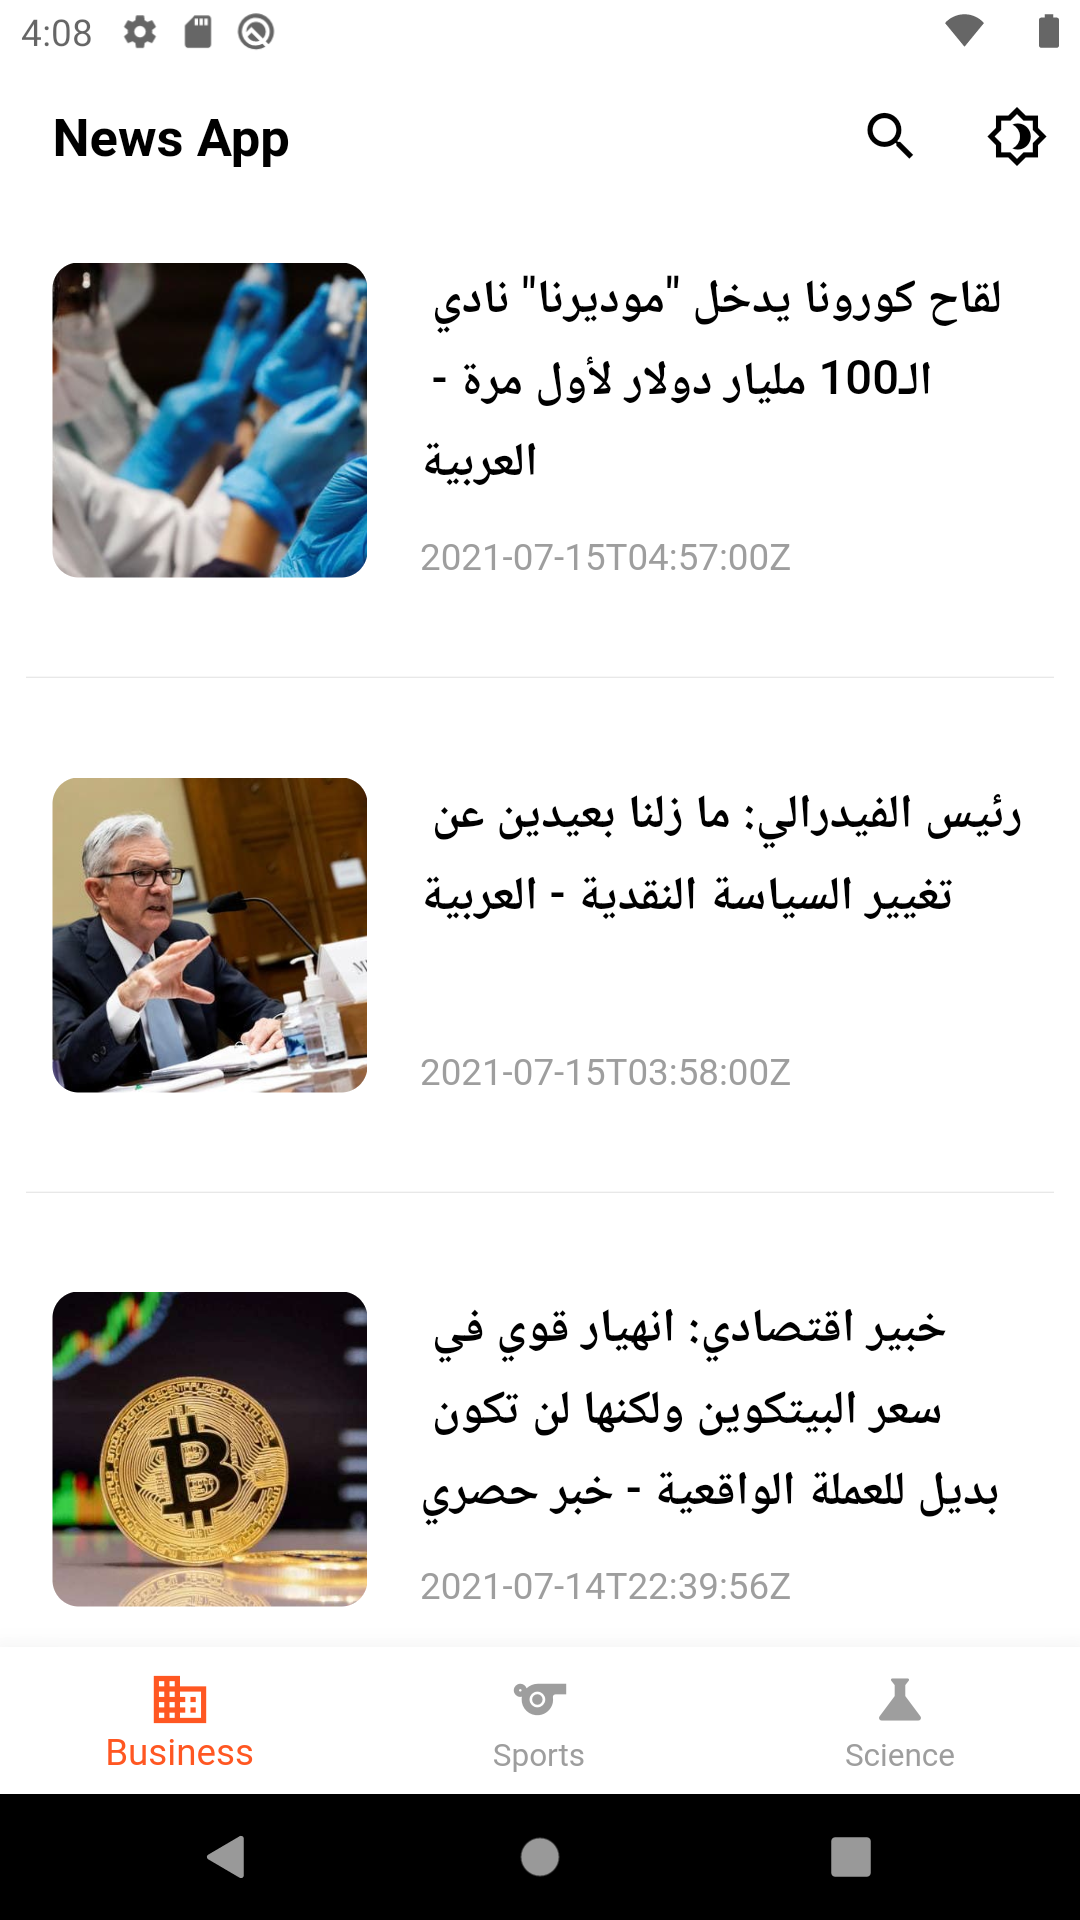 4:08
News App
لقاح كورونا يدخل "موديرنا" نادي
الـ100 مليار دولار لأول مرة -
العربية
2021-07-15T04:57:00Z
رئيس الفيدرالي: ما زلنا بعيدين عن
تغيير السياسة النقدية - العربية
2021-07-15T03:58:00Z
خبير اقتصادي: انهيار قوي في
سعر البيتكوين ولكنها لن تكون
بديل للعملة الواقعية - خبر حصري
2021-07-14T22:39:56Z
Business
Sports
Science